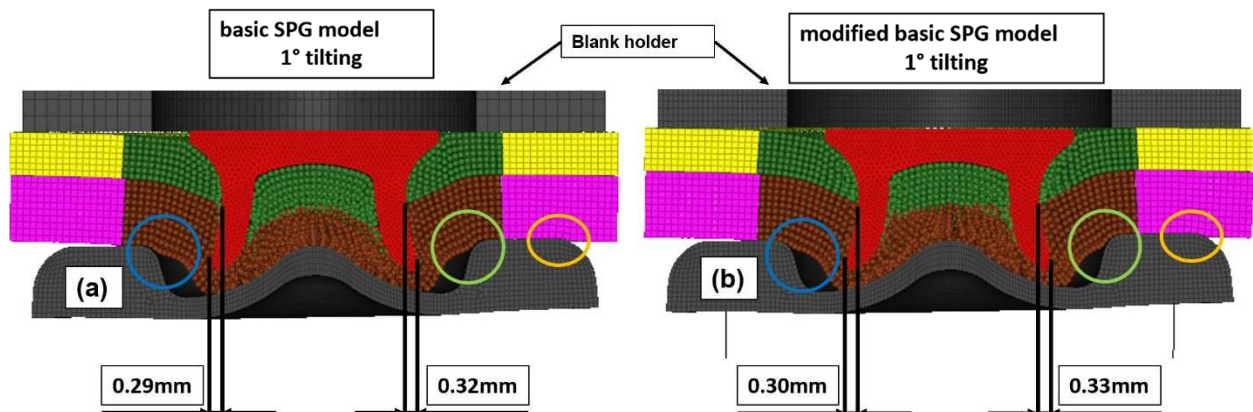 basic SPG model
1° tilting
Blank holder
modified basic SPG model
1° tilting
(a)
(b)
0.29mm
0.32mm
0.30mm
0.33mm